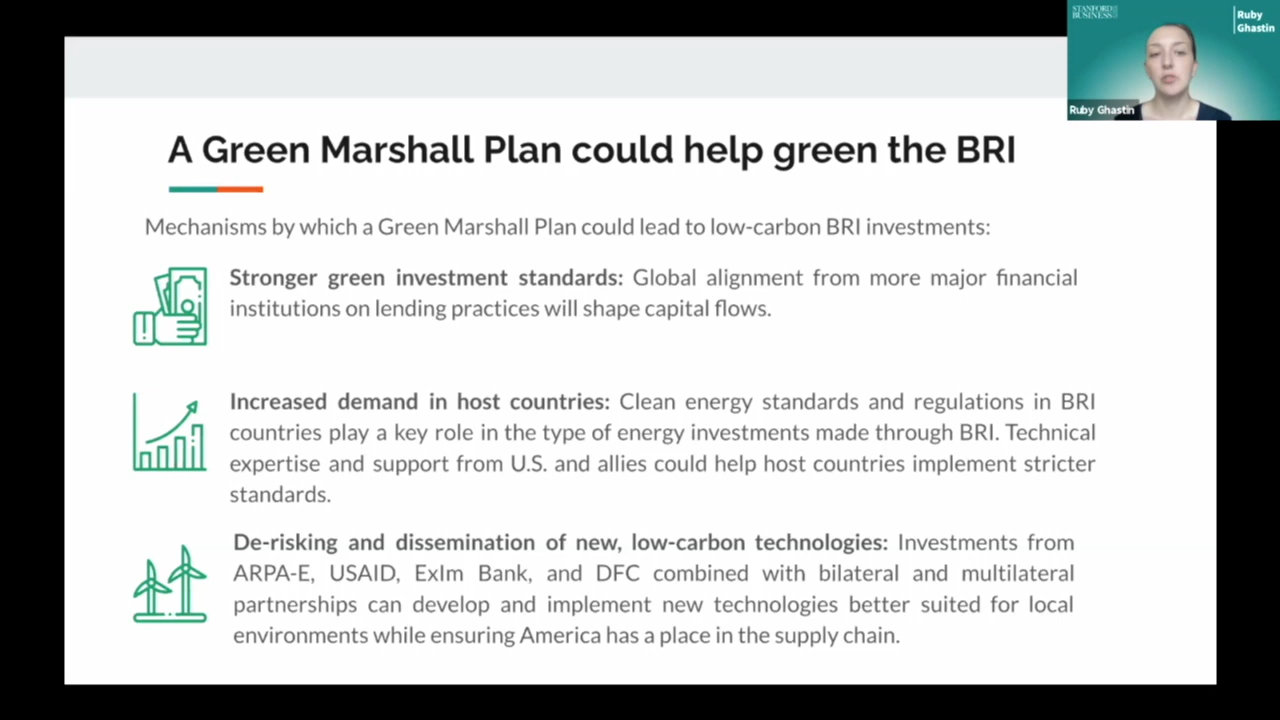 STANFORD
BUSINESS
Ruby
Ghastin
Ruby Ghastin
A Green Marshall Plan could help green the BRI
Mechanisms by which a Green Marshall Plan could lead to low-carbon BRI investments:
Stronger green investment standards: Global alignment from more major financial
institutions on lending practices will shape capital flows.
Increased demand in host countries: Clean energy standards and regulations in BRI
countries play a key role in the type of energy investments made through BRI. Technical
expertise and support from U.S. and allies could help host countries implement stricter
standards.
De-risking and dissemination of new, low-carbon technologies: Investments from
ARPA-E, USAID, ExIm Bank, and DFC combined with bilateral and multilateral
partnerships can develop and implement new technologies better suited for local
environments while ensuring America has a place in the supply chain.